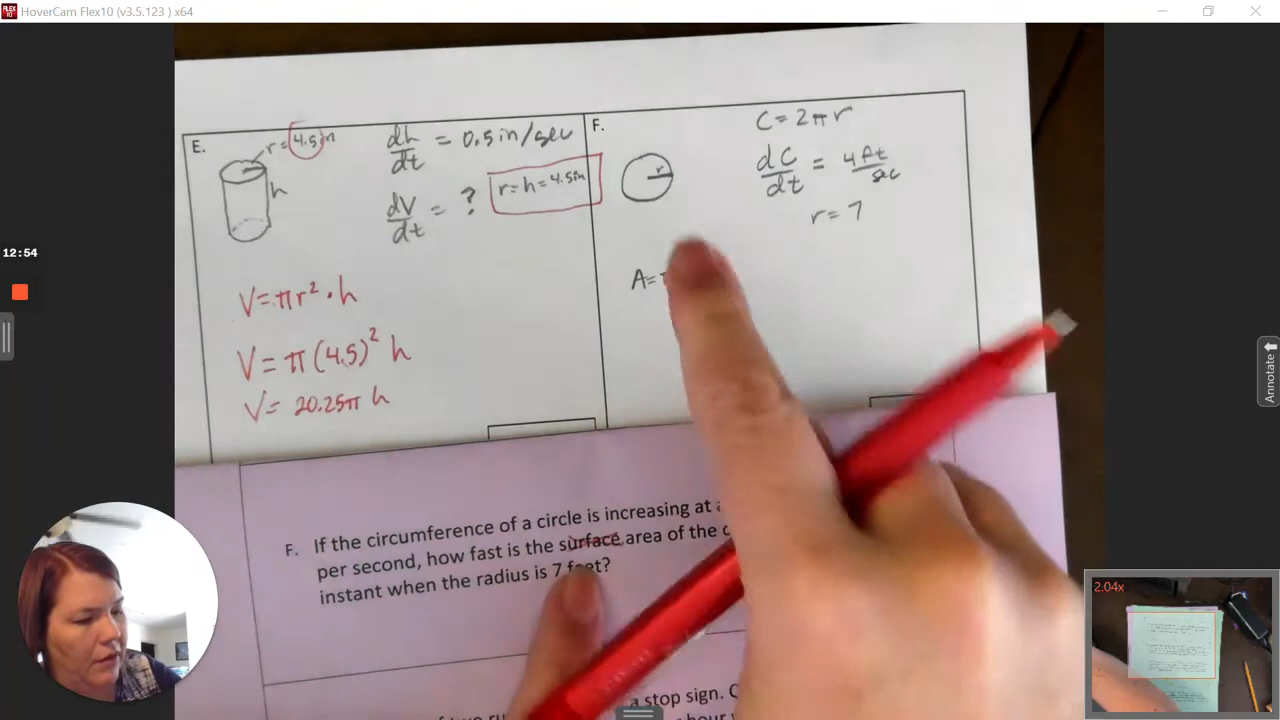 HoverCam Flex10 (v3.5.123 ) x64
FLEX 10
12:54
E.
r = 4.5in
h
dh/dt = 0.5 in/sec
dV/dt = ?
r = h = 4.5in
V = πr² • h
V = π(4.5)² h
V = 20.25π h
F.
r
C = 2πr
dC/dt = 4 ft/sec
r = 7
A =
F. If the circumference of a circle is increasing at
per second, how fast is the surface area of the
instant when the radius is 7 feet?
a stop sign.
Annotate
2.04x